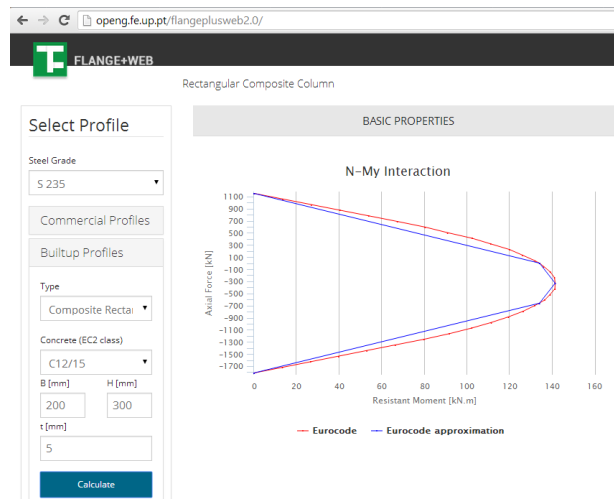 openg.fe.up.pt/flangeplusweb2.0/
FLANGE+WEB
Rectangular Composite Column
Select Profile
Steel Grade
S 235
Commercial Profiles
Builtup Profiles
Type
Composite Recta
Concrete (EC2 class)
C12/15
B [mm] H [mm]
200 300
t [mm]
5
Calculate
BASIC PROPERTIES
N-My Interaction
Axial Force [kN]
1100
900
700
500
300
100
-100
-300
-500
-700
-900
-1100
-1300
-1500
-1700
0 20 40 60 80 100 120 140 160
Resistant Moment [kN.m]
Eurocode Eurocode approximation